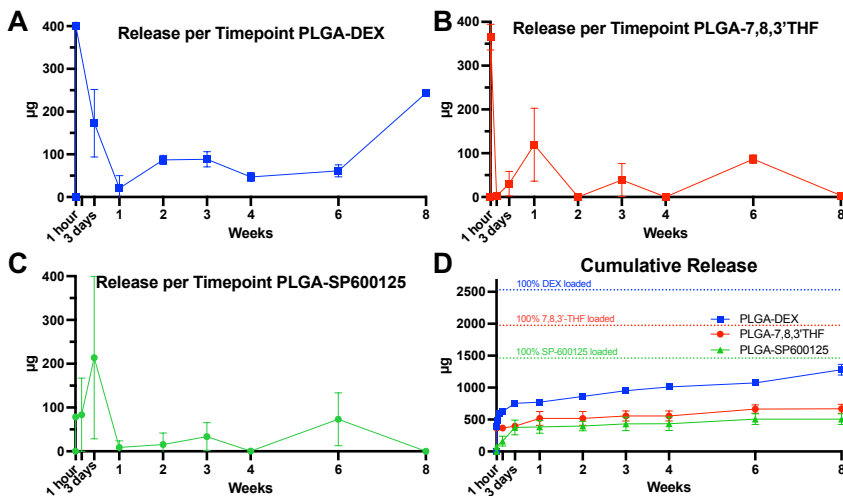 A
Release per Timepoint PLGA-DEX
400
300
200
100
0
µg
1 hour
3 days
1
2
3
4
6
8
Weeks
B
Release per Timepoint PLGA-7,8,3’THF
400
300
200
100
0
µg
1 hour
3 days
1
2
3
4
6
8
Weeks
C
Release per Timepoint PLGA-SP600125
400
300
200
100
0
µg
1 hour
3 days
1
2
3
4
6
8
Weeks
D
Cumulative Release
2500
2000
1500
1000
500
0
µg
100% DEX loaded
100% 7,8,3'-THF loaded
100% SP-600125 loaded
PLGA-DEX
PLGA-7,8,3'THF
PLGA-SP600125
1 hour
3 days
1
2
3
4
6
8
Weeks